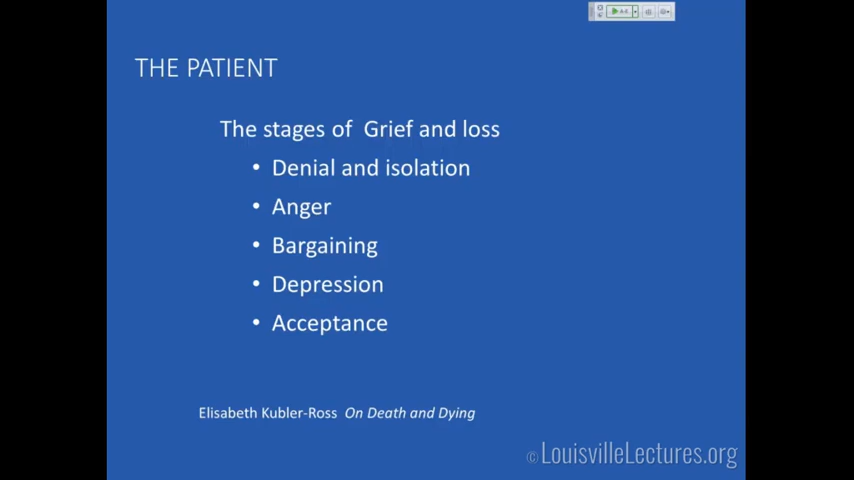 THE PATIENT
The stages of  Grief and loss
• Denial and isolation
• Anger
• Bargaining
• Depression
• Acceptance
Elisabeth Kubler-Ross  On Death and Dying
© LouisvilleLectures.org